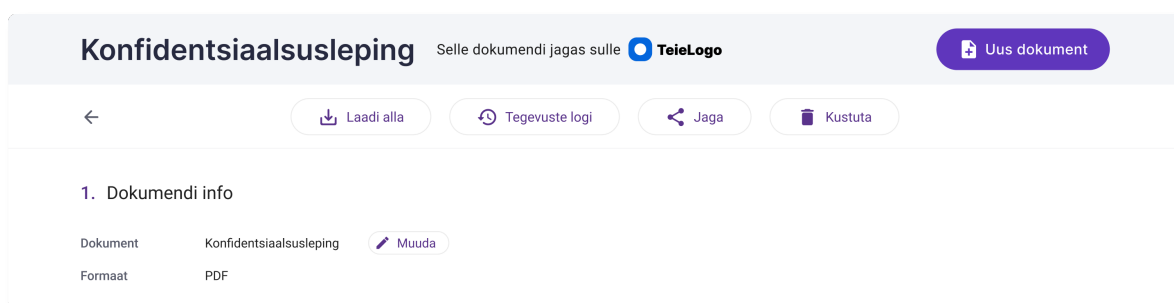 Konfidentsiaalsusleping Selle dokumendi jagas sulle TeieLogo Uus dokument
Laadi alla Tegevuste logi Jaga Kustuta
1. Dokumendi info
Dokument Konfidentsiaalsusleping Muuda
Formaat PDF